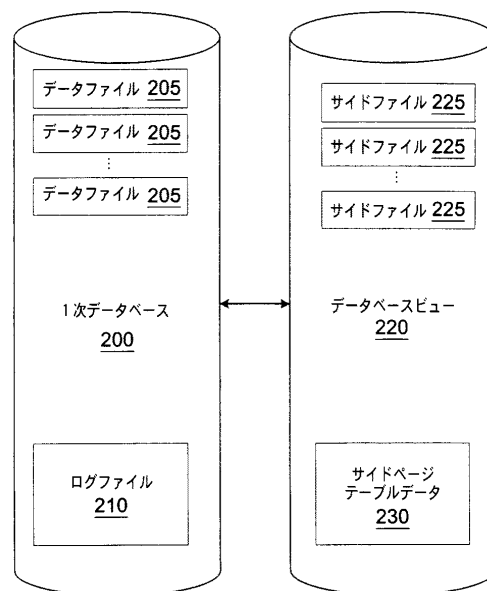 データファイル 205
データファイル 205
⋮
データファイル 205
1次データベース
200
ログファイル
210
サイドファイル 225
サイドファイル 225
⋮
サイドファイル 225
データベースビュー
220
サイドページ
テーブルデータ
230